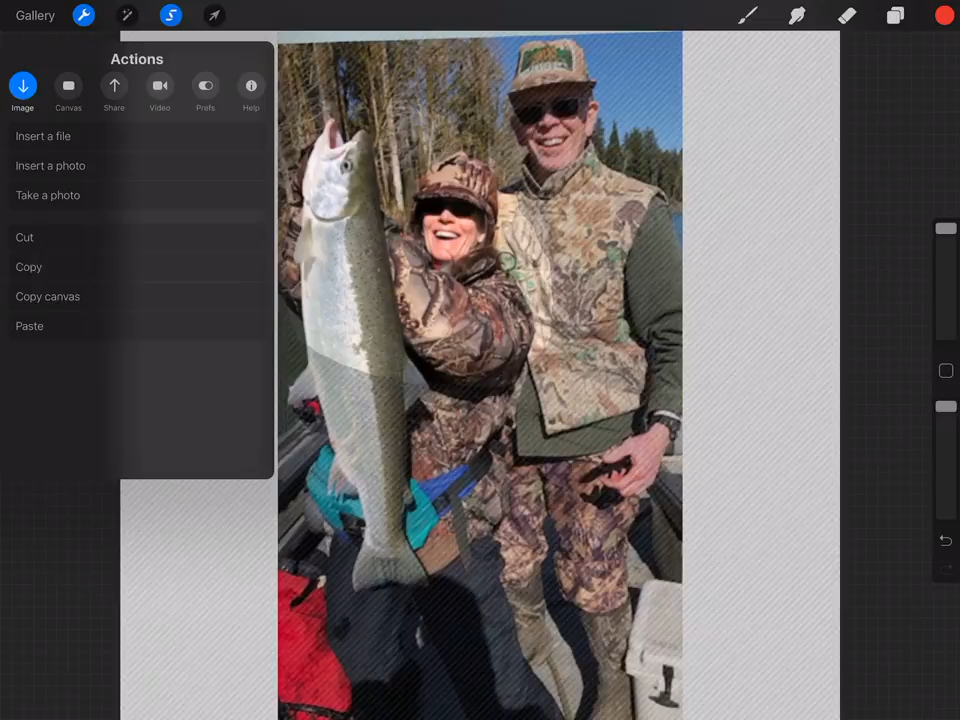 Gallery
Actions
Image Canvas Share Video Prefs Help
Insert a file
Insert a photo
Take a photo
Cut
Copy
Copy canvas
Paste